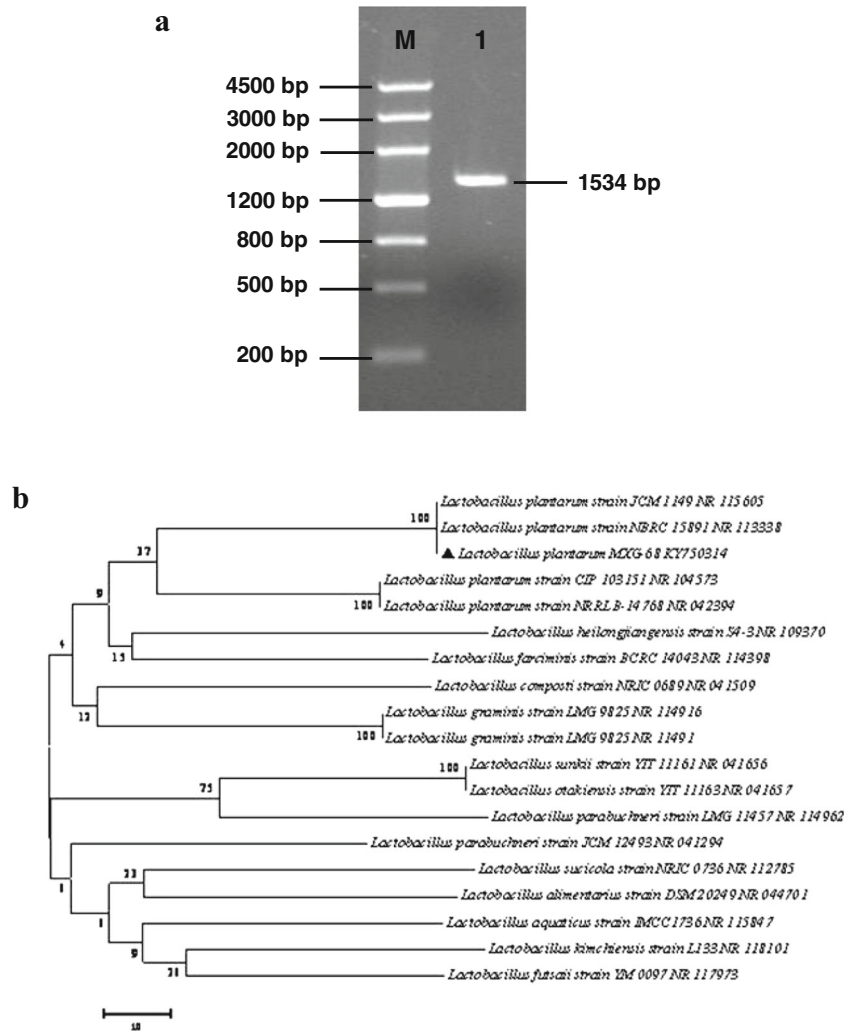 a
M 1
4500 bp
3000 bp
2000 bp
1534 bp
1200 bp
800 bp
500 bp
200 bp
b
Lactobacillus plantarum strain JCM 1149 NR 115605
100
Lactobacillus plantarum strain NBRC 15891 NR 113338
37
▲ Lactobacillus plantarum MXG-68 KY750314
Lactobacillus plantarum strain CIP 103151 NR 104573
9
100
Lactobacillus plantarum strain NRRLB-14768 NR 042394
Lactobacillus heilongjiangensis strain S4-3 NR 109370
4
15
Lactobacillus farciminis strain BCRC 14043 NR 114398
Lactobacillus composti strain NRIC 0689 NR 041509
12
Lactobacillus graminis strain LMG 9825 NR 114916
100
Lactobacillus graminis strain LMG 9825 NR 11491
Lactobacillus sunkii strain YIT 11161 NR 041656
100
75
Lactobacillus otakiensis strain YIT 11163 NR 041657
Lactobacillus parabuchneri strain LMG 11457 NR 114962
Lactobacillus parabuchneri strain JCM 12493 NR 041294
Lactobacillus sucicola strain NRIC 0736 NR 112785
1
Lactobacillus alimentarius strain DSM 20249 NR 044701
1
Lactobacillus aquaticus strain IMCC1736 NR 115847
9
Lactobacillus kimchiensis strain L133 NR 118101
Lactobacillus futsaii strain YM 0097 NR 117973
10